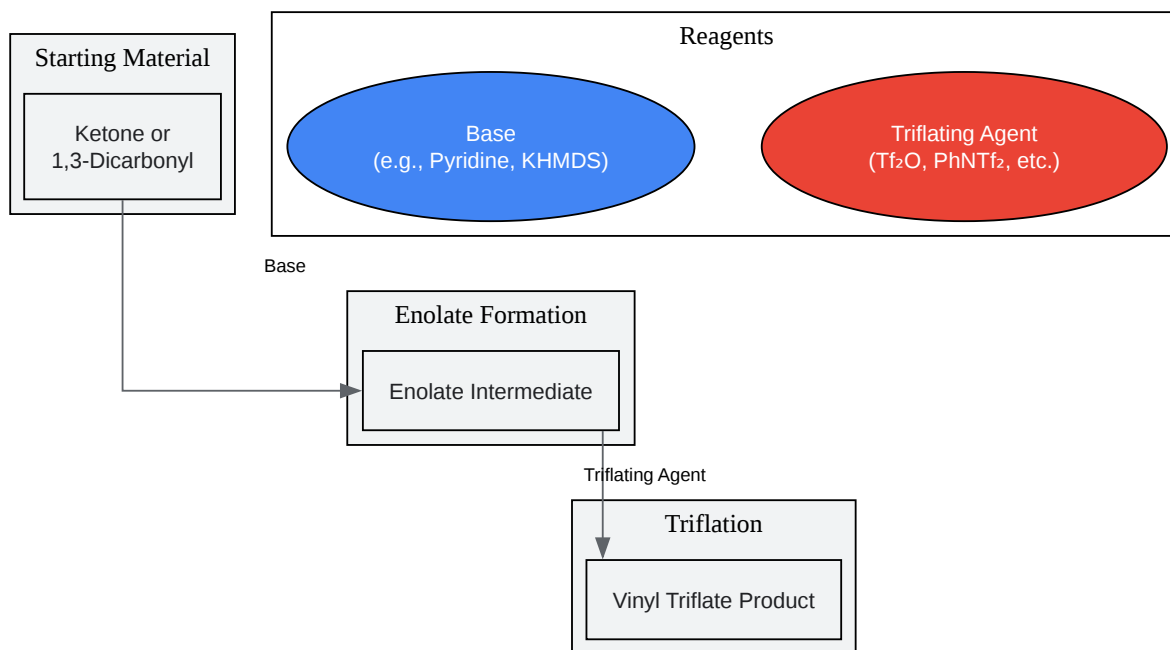 Starting Material
Ketone or
1,3-Dicarbonyl
Reagents
Base
(e.g., Pyridine, KHMDS)
Triflating Agent
(Tf₂O, PhNTf₂, etc.)
Base
Enolate Formation
Enolate Intermediate
Triflating Agent
Triflation
Vinyl Triflate Product